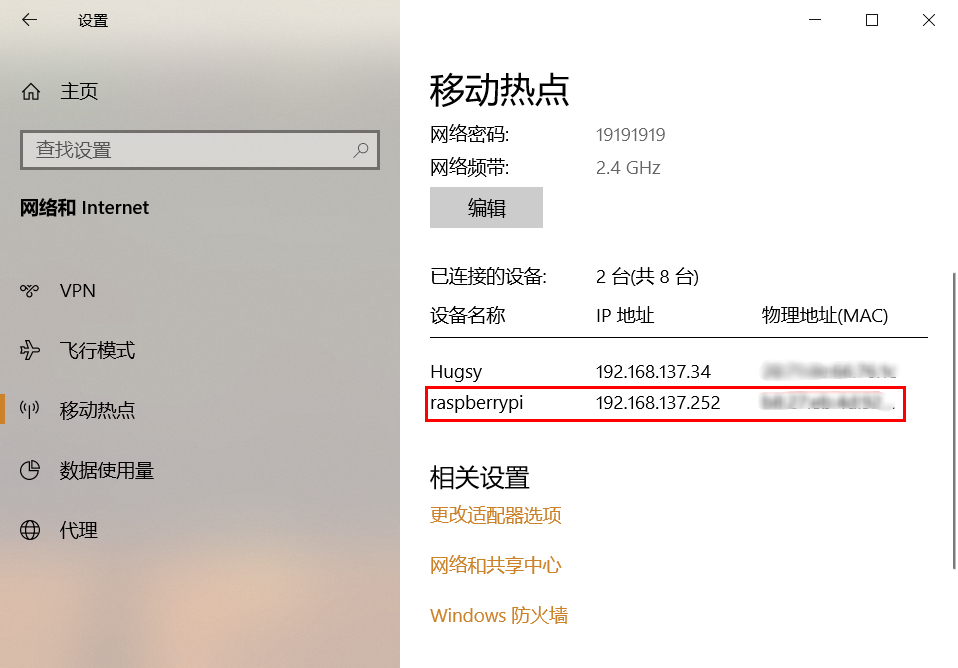 设置
主页
查找设置
网络和 Internet
VPN
飞行模式
移动热点
数据使用量
代理
移动热点
网络密码: 19191919
网络频带: 2.4 GHz
编辑
已连接的设备: 2 台(共 8 台)
设备名称 IP 地址 物理地址(MAC)
Hugsy 192.168.137.34
raspberrypi 192.168.137.252
相关设置
更改适配器选项
网络和共享中心
Windows 防火墙